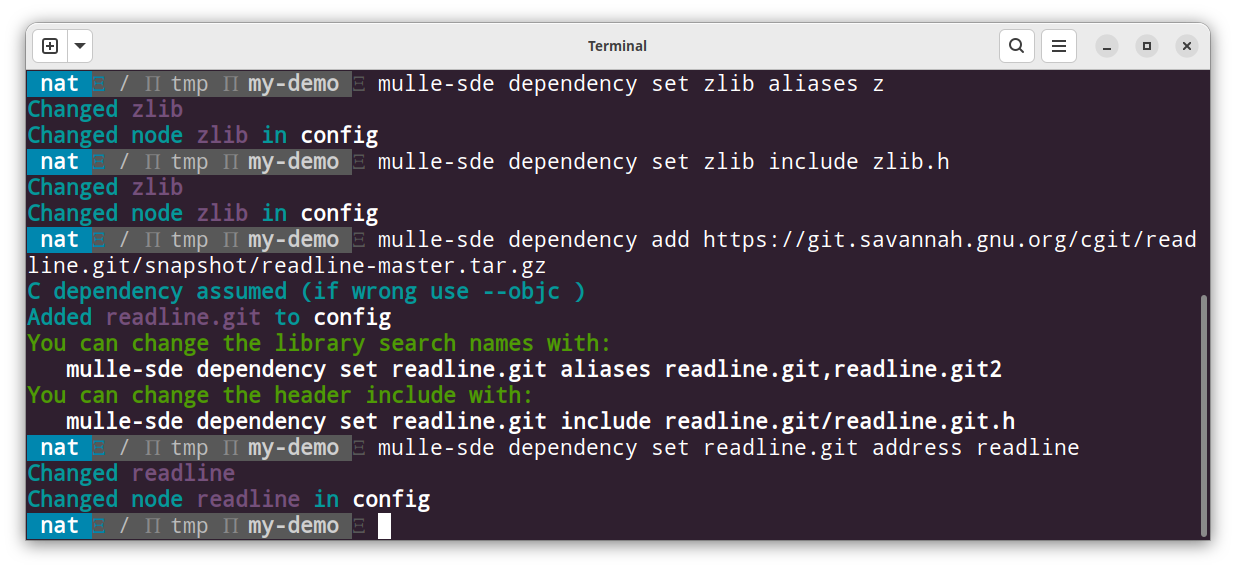 Terminal
nat Ξ / Π tmp Π my-demo Ξ mulle-sde dependency set zlib aliases z
Changed zlib
Changed node zlib in config
nat Ξ / Π tmp Π my-demo Ξ mulle-sde dependency set zlib include zlib.h
Changed zlib
Changed node zlib in config
nat Ξ / Π tmp Π my-demo Ξ mulle-sde dependency add https://git.savannah.gnu.org/cgit/read
line.git/snapshot/readline-master.tar.gz
C dependency assumed (if wrong use --objc )
Added readline.git to config
You can change the library search names with:
mulle-sde dependency set readline.git aliases readline.git,readline.git2
You can change the header include with:
mulle-sde dependency set readline.git include readline.git/readline.git.h
nat Ξ / Π tmp Π my-demo Ξ mulle-sde dependency set readline.git address readline
Changed readline
Changed node readline in config
nat Ξ / Π tmp Π my-demo Ξ